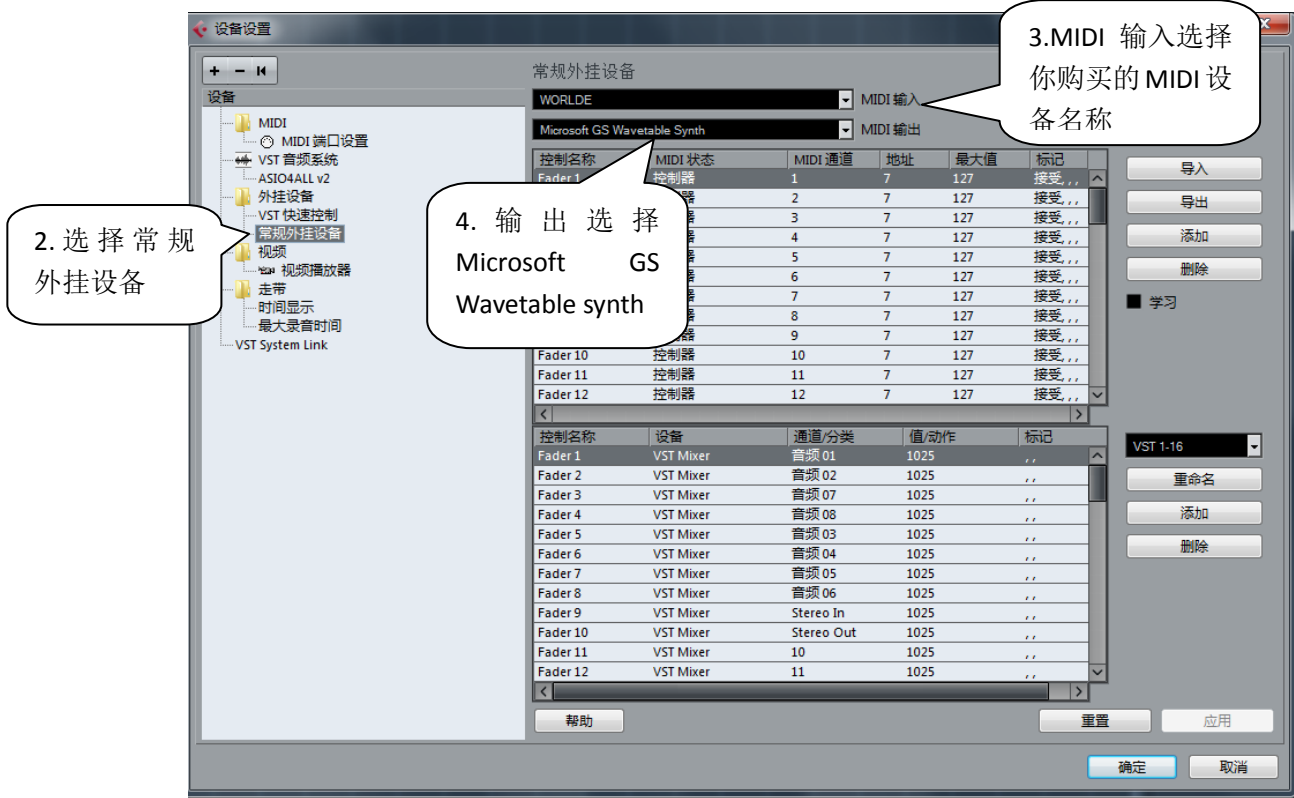 设备设置
3.MIDI 输入选择
你购买的 MIDI 设
备名称
常规外挂设备
设备
WORLDE
MIDI 输入
Microsoft GS Wavetable Synth
MIDI 输出
MIDI
MIDI 端口设置
VST 音频系统
ASIO4ALL v2
外挂设备
VST 快速控制
常规外挂设备
视频
视频播放器
走带
时间显示
最大录音时间
VST System Link
2. 选择常规
外挂设备
4. 输出选择
Microsoft GS
Wavetable synth
控制名称 MIDI 状态 MIDI 通道 地址 最大值 标记
Fader 1 控制器 1 7 127 接受, , ,
2 7 127 接受, , ,
3 7 127 接受, , ,
4 7 127 接受, , ,
5 7 127 接受, , ,
6 7 127 接受, , ,
7 7 127 接受, , ,
8 7 127 接受, , ,
9 7 127 接受, , ,
Fader 10 控制器 10 7 127 接受, , ,
Fader 11 控制器 11 7 127 接受, , ,
Fader 12 控制器 12 7 127 接受, , ,
导入
导出
添加
删除
学习
控制名称 设备 通道/分类 值/动作 标记
Fader 1 VST Mixer 音频 01 1025 , ,
Fader 2 VST Mixer 音频 02 1025 , ,
Fader 3 VST Mixer 音频 07 1025 , ,
Fader 4 VST Mixer 音频 08 1025 , ,
Fader 5 VST Mixer 音频 03 1025 , ,
Fader 6 VST Mixer 音频 04 1025 , ,
Fader 7 VST Mixer 音频 05 1025 , ,
Fader 8 VST Mixer 音频 06 1025 , ,
Fader 9 VST Mixer Stereo In 1025 , ,
Fader 10 VST Mixer Stereo Out 1025 , ,
Fader 11 VST Mixer 10 1025 , ,
Fader 12 VST Mixer 11 1025 , ,
VST 1-16
重命名
添加
删除
帮助
重置
应用
确定
取消